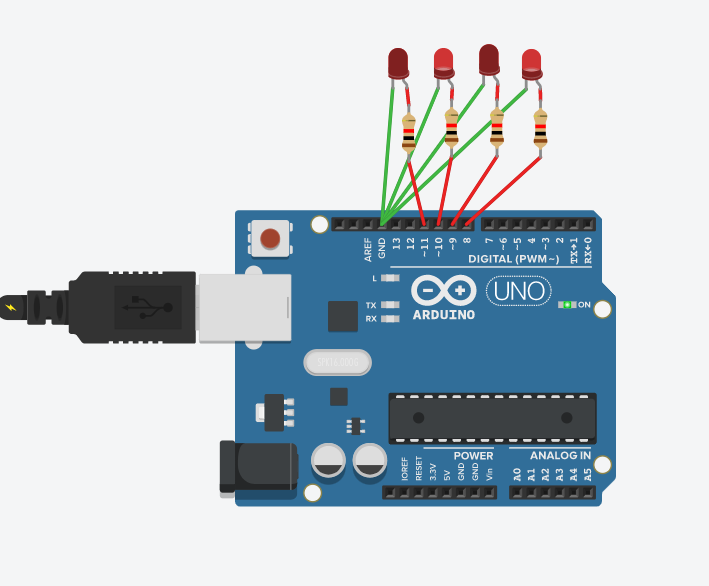 AREF
GND
13
12
~11
~10
~9
8
7
~6
~5
4
~3
2
TX→1
RX←0
DIGITAL (PWM~)
L
TX
RX
UNO
ARDUINO
ON
IOREF
RESET
3.3V
5V
GND
GND
Vin
POWER
A0
A1
A2
A3
A4
A5
ANALOG IN